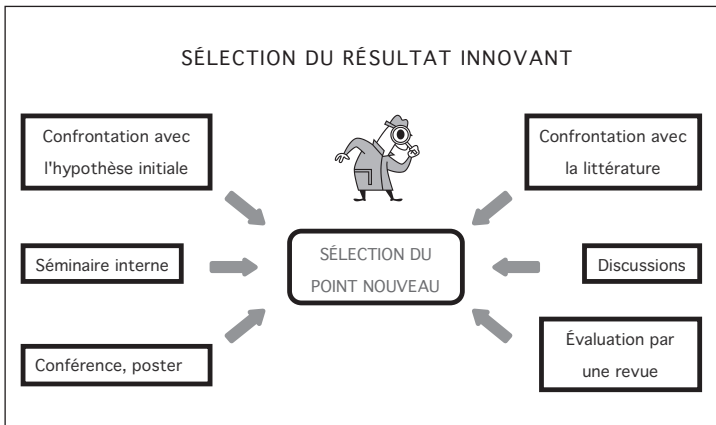 SÉLECTION DU RÉSULTAT INNOVANT
Confrontation avec
l'hypothèse initiale
Confrontation avec
la littérature
Séminaire interne
SÉLECTION DU
POINT NOUVEAU
Discussions
Conférence, poster
Évaluation par
une revue